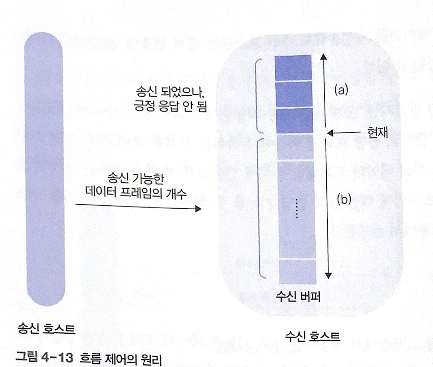 송신 되었으나,
긍정 응답 안 됨
(a)
현재
송신 가능한
데이터 프레임의 개수
(b)
수신 버퍼
송신 호스트
수신 호스트
그림 4-13 흐름 제어의 원리